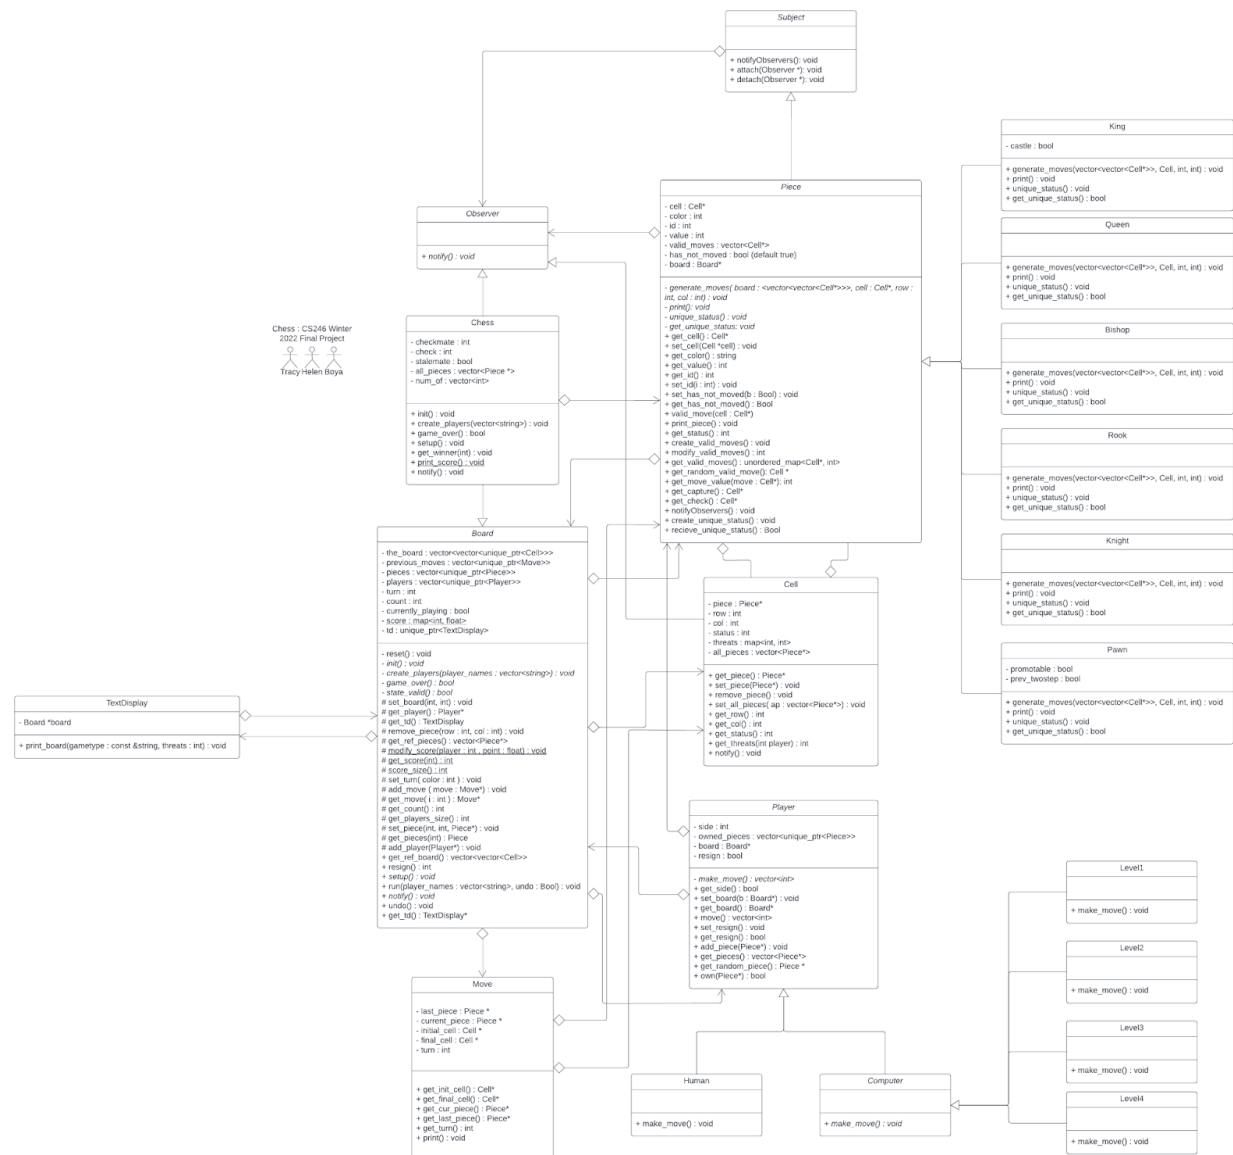 Subject
+ notifyObservers(): void
+ attach(Observer *): void
+ detach(Observer *): void
King
- castle : bool
+ generate_moves(vector<vector<Cell*>>, Cell, int, int) : void
+ print() : void
+ unique_status() : void
+ get_unique_status() : bool
Queen
+ generate_moves(vector<vector<Cell*>>, Cell, int, int) : void
+ print() : void
+ unique_status() : void
+ get_unique_status() : bool
Bishop
+ generate_moves(vector<vector<Cell*>>, Cell, int, int) : void
+ print() : void
+ unique_status() : void
+ get_unique_status() : bool
Rook
+ generate_moves(vector<vector<Cell*>>, Cell, int, int) : void
+ print() : void
+ unique_status() : void
+ get_unique_status() : bool
Knight
+ generate_moves(vector<vector<Cell*>>, Cell, int, int) : void
+ print() : void
+ unique_status() : void
+ get_unique_status() : bool
Pawn
- promotable : bool
- prev_twostep : bool
+ generate_moves(vector<vector<Cell*>>, Cell, int, int) : void
+ print() : void
+ unique_status() : void
+ get_unique_status() : bool
Piece
- cell : Cell*
- color : int
- id : int
- value : int
- valid_moves : vector<Cell*>
- has_not_moved : bool (default true)
- board : Board*
- generate_moves( board : <vector<vector<Cell*>>>, cell : Cell*, row :
int, col : int) : void
- print(): void
- unique_status() : void
- get_unique_status: void
+ get_cell() : Cell*
+ set_cell(Cell *cell) : void
+ get_color() : string
+ get_value() : int
+ get_id() : int
+ set_id(i : int) : void
+ set_has_not_moved(b : Bool) : void
+ get_has_not_moved() : Bool
+ valid_move(cell : Cell*)
+ print_piece() : void
+ get_status() : int
+ create_valid_moves() : void
+ modify_valid_moves() : int
+ get_valid_moves() : unordered_map<Cell*, int>
+ get_random_valid_move(): Cell *
+ get_move_value(move : Cell*): int
+ get_capture() : Cell*
+ get_check() : Cell*
+ notifyObservers() : void
+ create_unique_status() : void
+ recieve_unique_status() : Bool
Observer
+ notify() : void
Chess : CS246 Winter
2022 Final Project
Tracy Helen Boya
Chess
- checkmate : int
- check : int
- stalemate : bool
- all_pieces : vector<Piece *>
- num_of : vector<int>
+ init() : void
+ create_players(vector<string>) : void
+ game_over() : bool
+ setup() : void
+ get_winner(int) : void
+ print_score() : void
+ notify() : void
Board
- the_board : vector<vector<unique_ptr<Cell>>>
- previous_moves : vector<unique_ptr<Move>>
- pieces : vector<unique_ptr<Piece>>
- players : vector<unique_ptr<Player>>
- turn : int
- count : int
- currently_playing : bool
- score : map<int, float>
- td : unique_ptr<TextDisplay>
- reset() : void
- init() : void
- create_players(player_names : vector<string>) : void
- game_over() : bool
- state_valid() : bool
# set_board(int, int) : void
# get_player() : Player*
# get_td() : TextDisplay
# remove_piece(row : int, col : int) : void
# get_ref_pieces() : vector<Piece*>
# modify_score(player : int , point : float) : void
# get_score(int) : int
# score_size() : int
# set_turn( color : int ) : void
# add_move ( move : Move*) : void
# get_move( i : int ) : Move*
# get_count() : int
# get_players_size() : int
# set_piece(int, int, Piece*) : void
# get_pieces(int) : Piece
# add_player(Player*) : void
+ get_ref_board() : vector<vector<Cell>>
+ resign() : int
+ setup() : void
+ run(player_names : vector<string>, undo : Bool) : void
+ notify() : void
+ undo() : void
+ get_td() : TextDisplay*
TextDisplay
- Board *board
+ print_board(gametype : const &string, threats : int) : void
Cell
- piece : Piece*
- row : int
- col : int
- status : int
- threats : map<int, int>
- all_pieces : vector<Piece*>
+ get_piece() : Piece*
+ set_piece(Piece*) : void
+ remove_piece() : void
+ set_all_pieces( ap : vector<Piece*>) : void
+ get_row() : int
+ get_col() : int
+ get_status() : int
+ get_threats(int player) : int
+ notify() : void
Player
- side : int
- owned_pieces : vector<unique_ptr<Piece>>
- board : Board*
- resign : bool
- make_move() : vector<int>
+ get_side() : bool
+ set_board(b : Board*) : void
+ get_board() : Board*
+ move() : vector<int>
+ set_resign() : void
+ get_resign() : bool
+ add_piece(Piece*) : void
+ get_pieces() : vector<Piece*>
+ get_random_piece() : Piece *
+ own(Piece*) : bool
Move
- last_piece : Piece *
- current_piece : Piece *
- initial_cell : Cell *
- final_cell : Cell *
- turn : int
+ get_init_cell() : Cell*
+ get_final_cell() : Cell*
+ get_cur_piece() : Piece*
+ get_last_piece() : Piece*
+ get_turn() : int
+ print() : void
Human
+ make_move() : void
Computer
+ make_move() : void
Level1
+ make_move() : void
Level2
+ make_move() : void
Level3
+ make_move() : void
Level4
+ make_move() : void